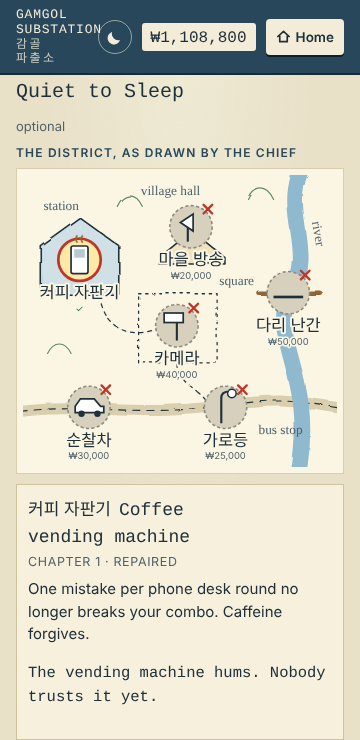 GAMGOL
SUBSTATION
감골
파출소
₩1,108,800
Home
Quiet to Sleep
optional
THE DISTRICT, AS DRAWN BY THE CHIEF
station
village hall
river
마을 방송
₩20,000
커피 자판기
square
다리 난간
₩50,000
카메라
₩40,000
순찰차
₩30,000
가로등
₩25,000
bus stop
커피 자판기 Coffee
vending machine
CHAPTER 1 · REPAIRED
One mistake per phone desk round no
longer breaks your combo. Caffeine
forgives.
The vending machine hums. Nobody
trusts it yet.